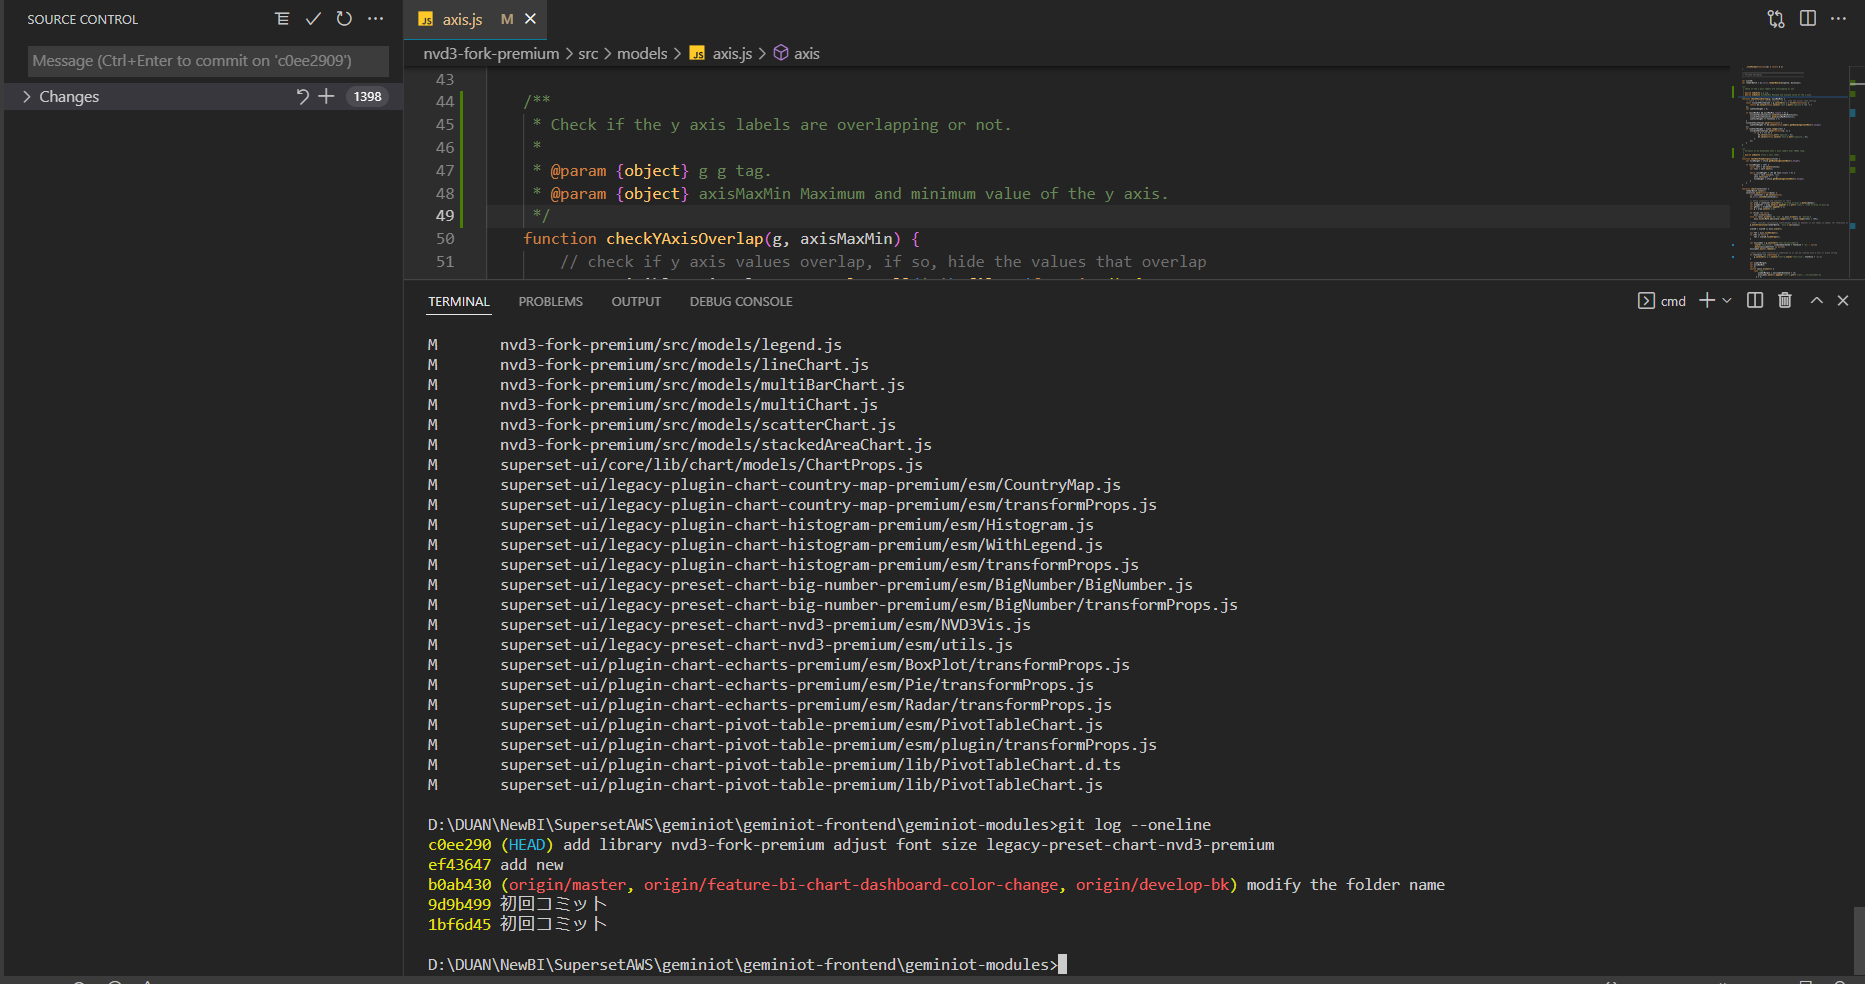 SOURCE CONTROL
Message (Ctrl+Enter to commit on 'c0ee2909')
Changes 1398
JS axis.js M
nvd3-fork-premium > src > models > JS axis.js > axis
43
44 /**
45 * Check if the y axis labels are overlapping or not.
46 *
47 * @param {object} g g tag.
48 * @param {object} axisMaxMin Maximum and minimum value of the y axis.
49 */
50 function checkYAxisOverlap(g, axisMaxMin) {
51 // check if y axis values overlap, if so, hide the values that overlap
TERMINAL PROBLEMS OUTPUT DEBUG CONSOLE cmd
M nvd3-fork-premium/src/models/legend.js
M nvd3-fork-premium/src/models/lineChart.js
M nvd3-fork-premium/src/models/multiBarChart.js
M nvd3-fork-premium/src/models/multiChart.js
M nvd3-fork-premium/src/models/scatterChart.js
M nvd3-fork-premium/src/models/stackedAreaChart.js
M superset-ui/core/lib/chart/models/ChartProps.js
M superset-ui/legacy-plugin-chart-country-map-premium/esm/CountryMap.js
M superset-ui/legacy-plugin-chart-country-map-premium/esm/transformProps.js
M superset-ui/legacy-plugin-chart-histogram-premium/esm/Histogram.js
M superset-ui/legacy-plugin-chart-histogram-premium/esm/WithLegend.js
M superset-ui/legacy-plugin-chart-histogram-premium/esm/transformProps.js
M superset-ui/legacy-preset-chart-big-number-premium/esm/BigNumber/BigNumber.js
M superset-ui/legacy-preset-chart-big-number-premium/esm/BigNumber/transformProps.js
M superset-ui/legacy-preset-chart-nvd3-premium/esm/NVD3Vis.js
M superset-ui/legacy-preset-chart-nvd3-premium/esm/utils.js
M superset-ui/plugin-chart-echarts-premium/esm/BoxPlot/transformProps.js
M superset-ui/plugin-chart-echarts-premium/esm/Pie/transformProps.js
M superset-ui/plugin-chart-echarts-premium/esm/Radar/transformProps.js
M superset-ui/plugin-chart-pivot-table-premium/esm/PivotTableChart.js
M superset-ui/plugin-chart-pivot-table-premium/esm/plugin/transformProps.js
M superset-ui/plugin-chart-pivot-table-premium/lib/PivotTableChart.d.ts
M superset-ui/plugin-chart-pivot-table-premium/lib/PivotTableChart.js
D:\DUAN\NewBI\SupersetAWS\geminiot\geminiot-frontend\geminiot-modules>git log --oneline
c0ee290 (HEAD) add library nvd3-fork-premium adjust font size legacy-preset-chart-nvd3-premium
ef43647 add new
b0ab430 (origin/master, origin/feature-bi-chart-dashboard-color-change, origin/develop-bk) modify the folder name
9d9b499 初回コミット
1bf6d45 初回コミット
D:\DUAN\NewBI\SupersetAWS\geminiot\geminiot-frontend\geminiot-modules>